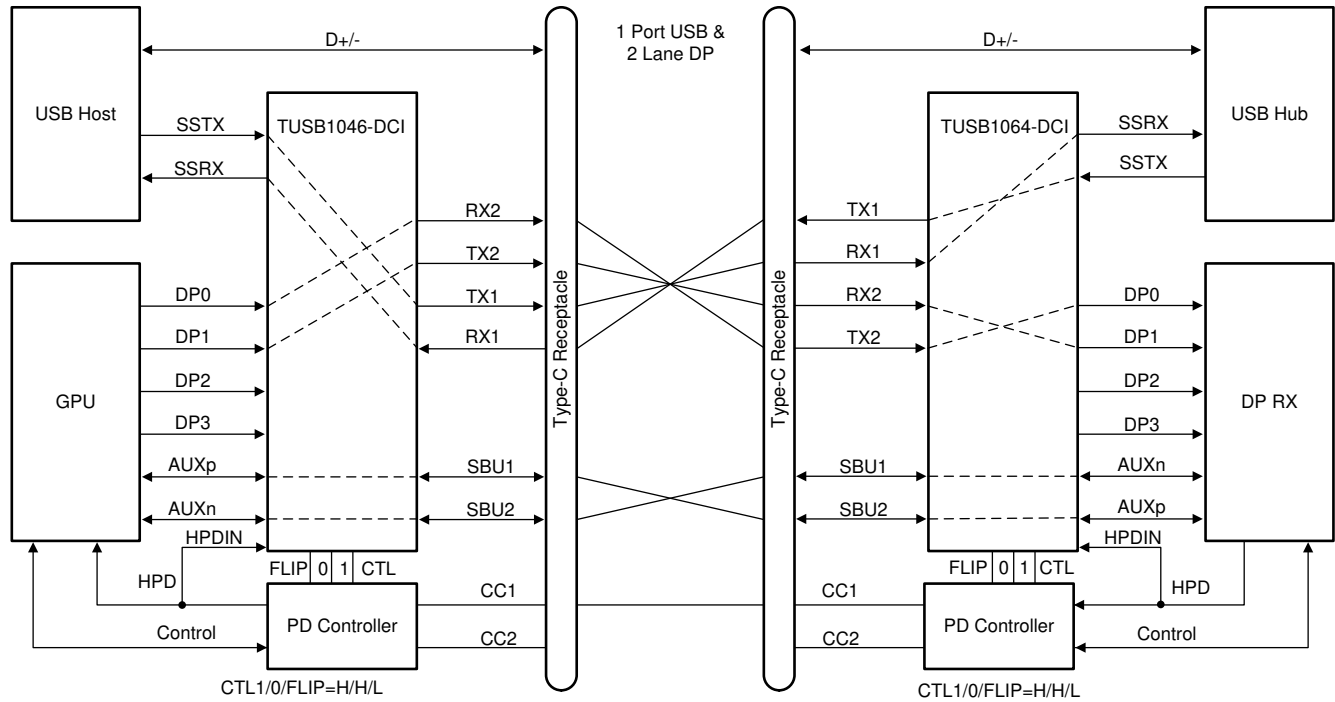 D+/-
1 Port USB &
2 Lane DP
D+/-
USB Host
SSTX
SSRX
TUSB1046-DCI
TUSB1064-DCI
SSRX
SSTX
USB Hub
RX2
TX2
TX1
RX1
TX1
RX1
RX2
TX2
GPU
DP0
DP1
DP2
DP3
AUXp
AUXn
HPDIN
SBU1
SBU2
Type-C Receptacle
Type-C Receptacle
SBU1
SBU2
DP0
DP1
DP2
DP3
AUXn
AUXp
HPDIN
DP RX
FLIP 0 1 CTL
FLIP 0 1 CTL
HPD
CC1
CC1
HPD
PD Controller
PD Controller
Control
CC2
CC2
Control
CTL1/0/FLIP=H/H/L
CTL1/0/FLIP=H/H/L